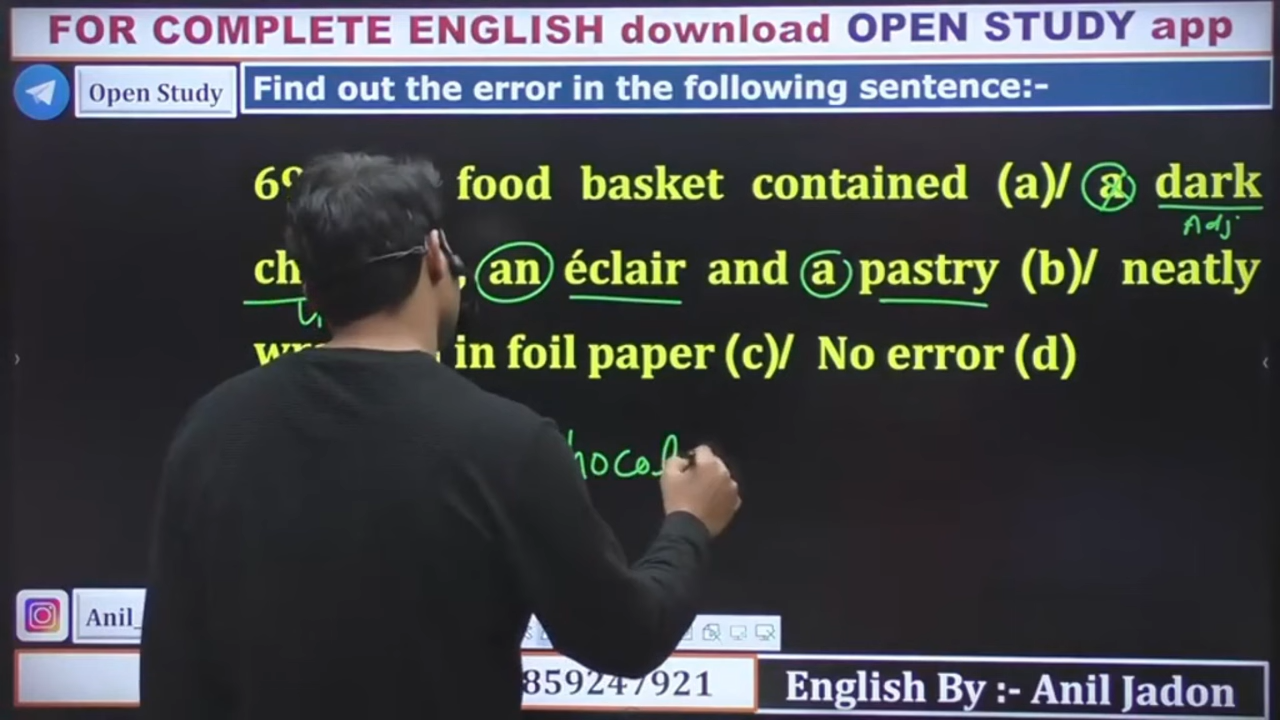 FOR COMPLETE ENGLISH download OPEN STUDY app
Open Study
Find out the error in the following sentence:-
food basket contained (a)/ a dark
Adj
an éclair and a pastry (b)/ neatly
in foil paper (c)/ No error (d)
Anil_
859247921
English By :- Anil Jadon